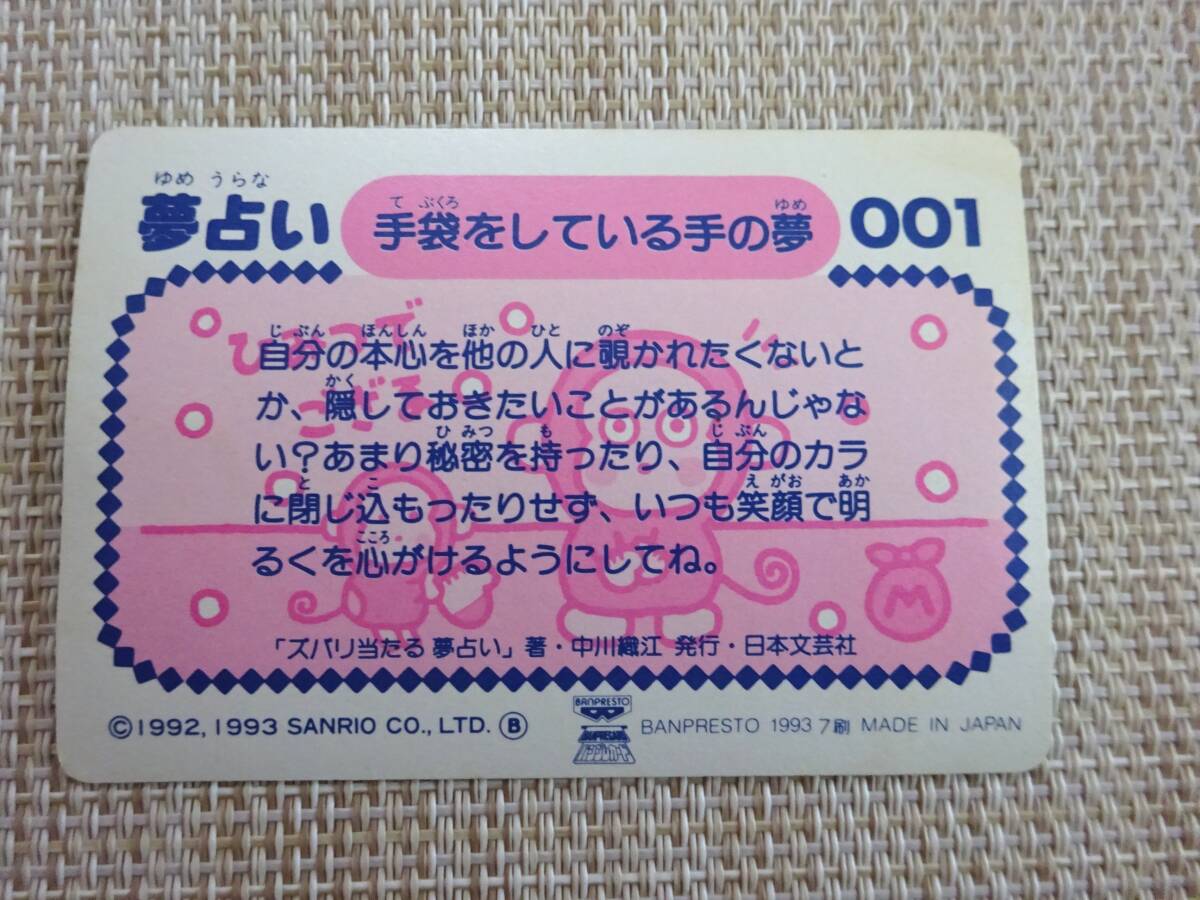 ゆめ うらな
夢占い
て ぶくろ ゆめ
手袋をしている手の夢
001
じ ぶん ほんしん ほか ひと のぞ
自分の本心を他の人に覗かれたくないと
かく
か、隠しておきたいことがあるんじゃな
ひ みつ も じ ぶん
い?あまり秘密を持ったり、自分のカラ
と こ え がお あか
に閉じ込もったりせず、いつも笑顔で明
こころ
るくを心がけるようにしてね。
M
「ズバリ当たる 夢占い」著・中川織江 発行・日本文芸社
©1992,1993 SANRIO CO., LTD. Ⓑ
BANPRESTO
BANPRESTO 1993 7刷 MADE IN JAPAN